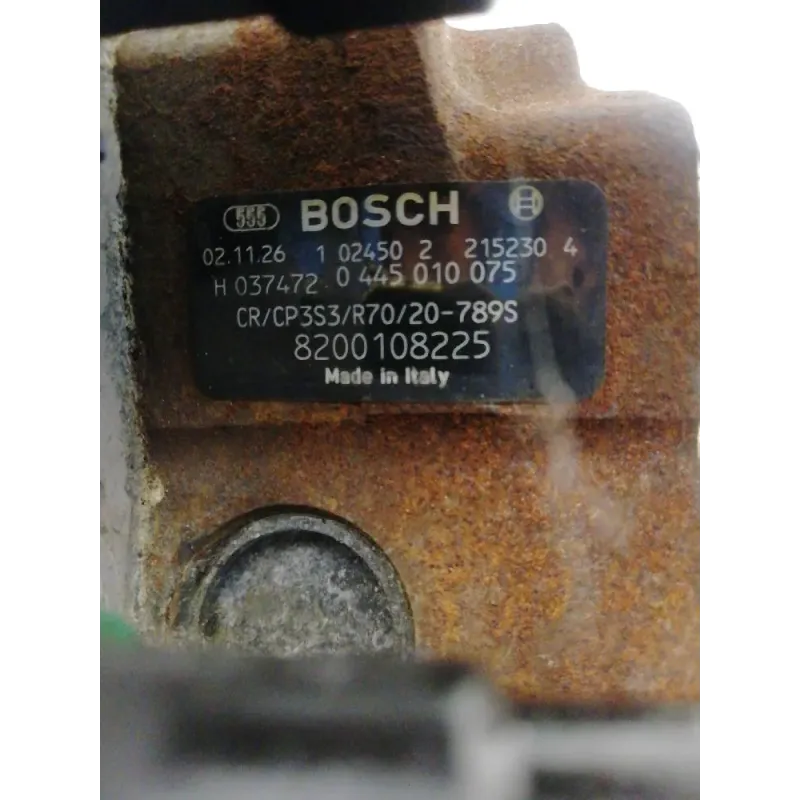 555 BOSCH
02.11.26 1 02450 2 215230 4
H 037472 0 445 010 075
CR/CP3S3/R70/20-789S
8200108225
Made in Italy